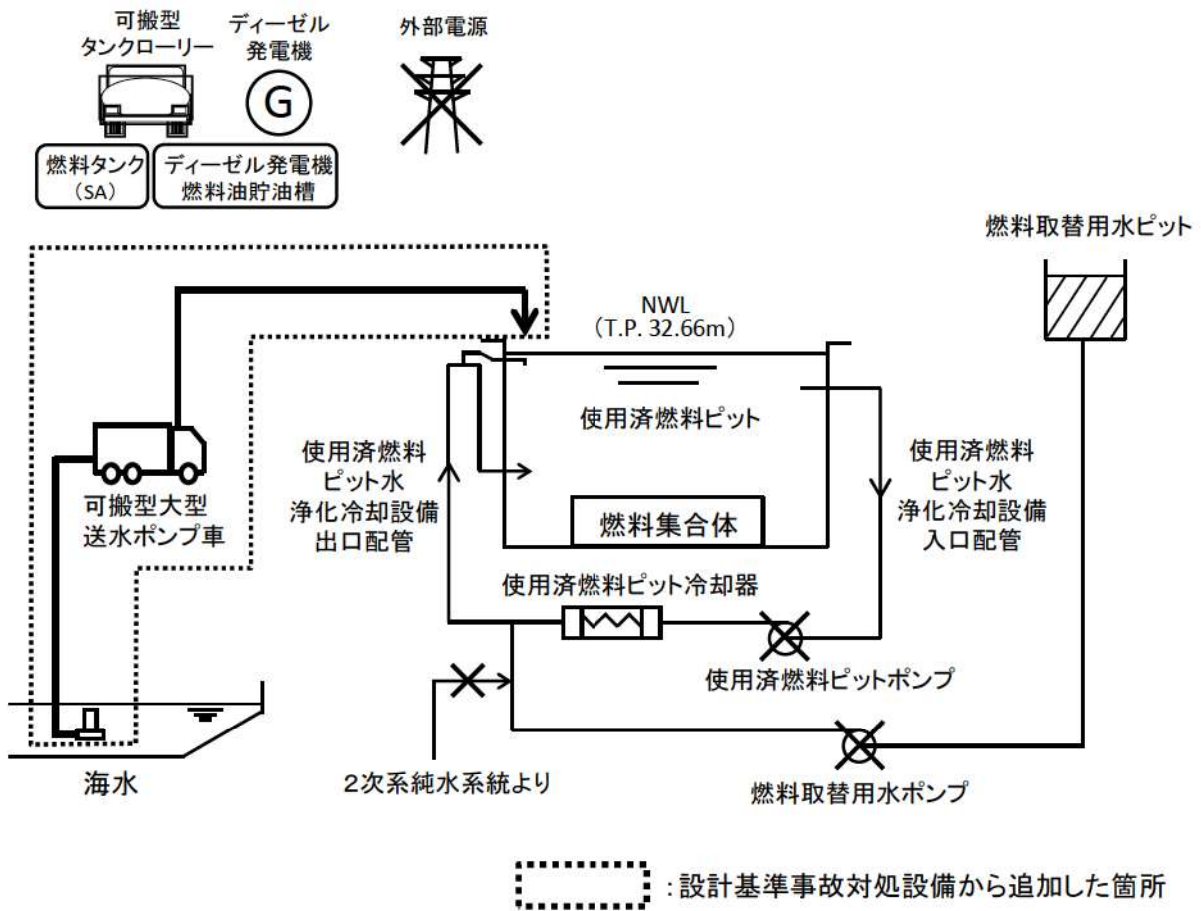 可搬型
タンクローリー
ディーゼル
発電機
外部電源
G
燃料タンク
（SA）
ディーゼル発電機
燃料油貯油槽
燃料取替用水ピット
NWL
（T.P. 32.66m）
使用済燃料ピット
使用済燃料
ピット水
浄化冷却設備
出口配管
使用済燃料
ピット水
浄化冷却設備
入口配管
可搬型大型
送水ポンプ車
燃料集合体
使用済燃料ピット冷却器
使用済燃料ピットポンプ
海水
２次系純水系統より
燃料取替用水ポンプ
：設計基準事故対処設備から追加した箇所